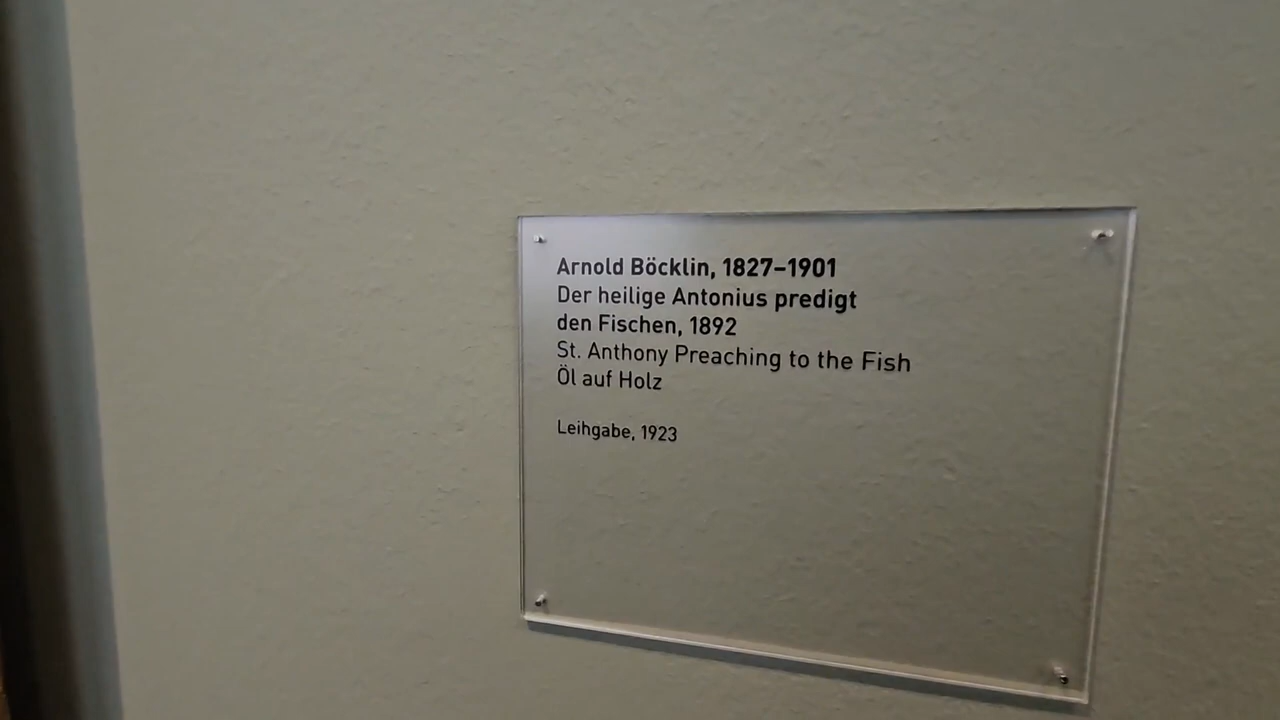 Arnold Böcklin, 1827–1901
Der heilige Antonius predigt
den Fischen, 1892
St. Anthony Preaching to the Fish
Öl auf Holz
Leihgabe, 1923